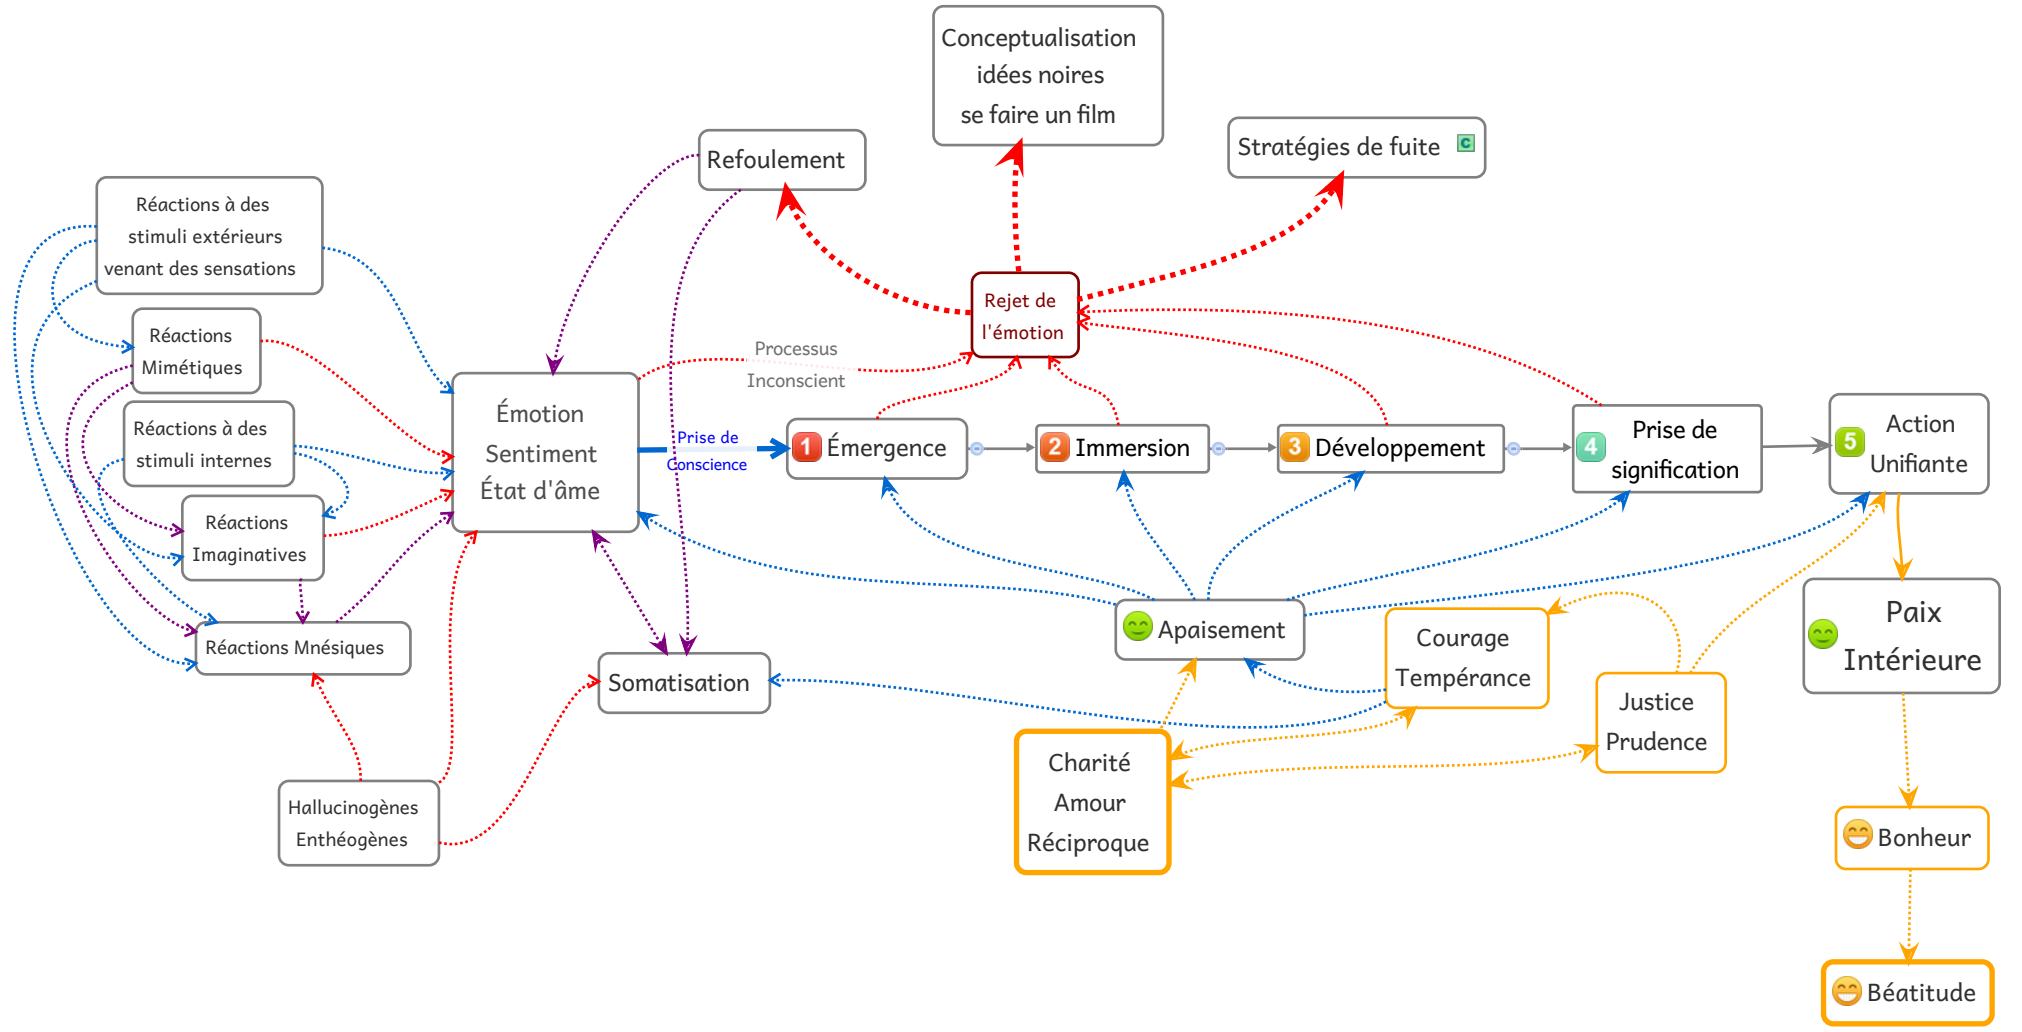 Conceptualisation
idées noires
se faire un film
Stratégies de fuite C
Refoulement
Réactions à des
stimuli extérieurs
venant des sensations
Rejet de
l'émotion
Réactions
Mimétiques
Processus
Inconscient
Réactions à des
stimuli internes
Émotion
Sentiment
État d'âme
Prise de
Conscience
1 Émergence
2 Immersion
3 Développement
4 Prise de
signification
5 Action
Unifiante
Réactions
Imaginatives
Réactions Mnésiques
Somatisation
Apaisement
Courage
Tempérance
Justice
Prudence
Paix
Intérieure
Charité
Amour
Réciproque
Hallucinogènes
Enthéogènes
Bonheur
Béatitude